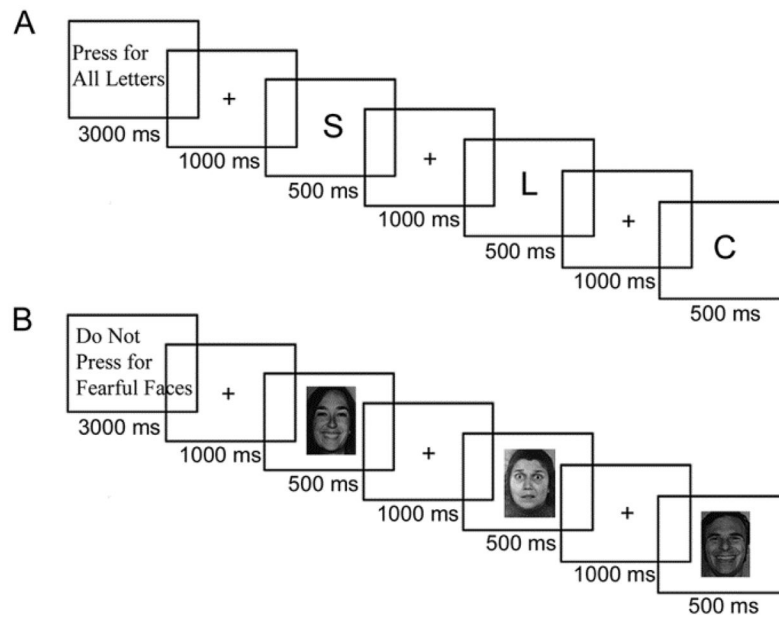 A
Press for
All Letters
3000 ms
+
1000 ms
S
500 ms
+
1000 ms
L
500 ms
+
1000 ms
C
500 ms
B
Do Not
Press for
Fearful Faces
3000 ms
+
1000 ms
500 ms
+
1000 ms
500 ms
+
1000 ms
500 ms